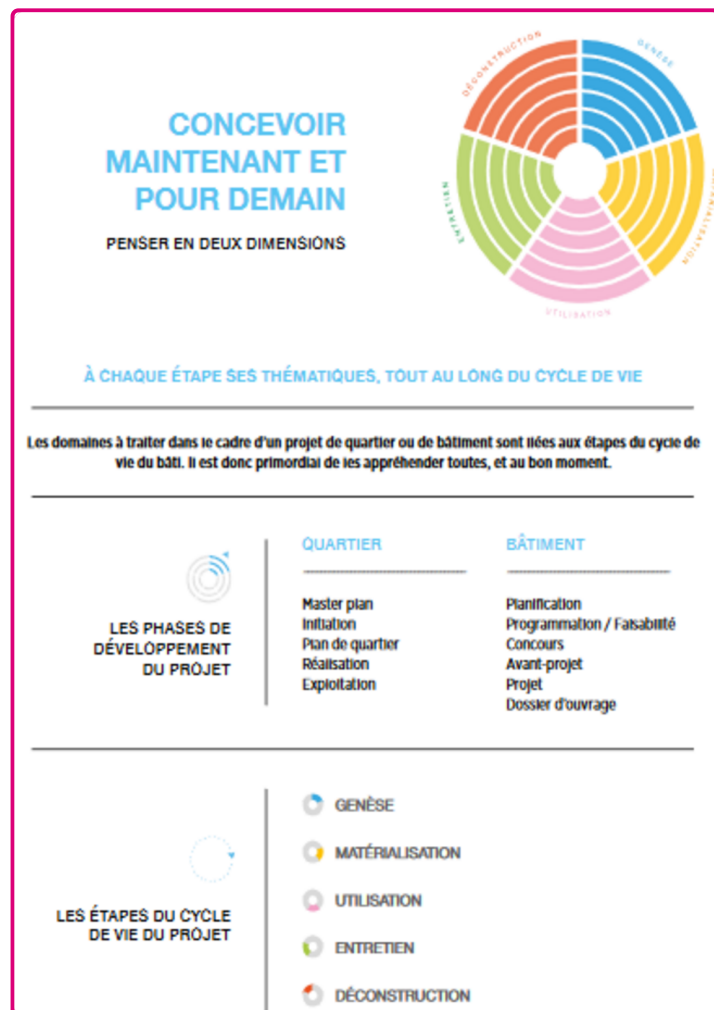 CONCEVOIR
MAINTENANT ET
POUR DEMAIN
PENSER EN DEUX DIMENSIONS
DÉCONSTRUCTION
GENÈSE
ENTRETIEN
UTILISATION
À CHAQUE ÉTAPE SES THÉMATIQUES, TOUT AU LONG DU CYCLE DE VIE
Les domaines à traiter dans le cadre d'un projet de quartier ou de bâtiment sont liées aux étapes du cycle de
vie du bâti. Il est donc primordial de les appréhender toutes, et au bon moment.
LES PHASES DE
DÉVELOPPEMENT
DU PROJET
QUARTIER
Master plan
Initiation
Plan de quartier
Réalisation
Exploitation
BÂTIMENT
Planification
Programmation / Faisabilité
Concours
Avant-projet
Projet
Dossier d'ouvrage
LES ÉTAPES DU CYCLE
DE VIE DU PROJET
GENÈSE
MATÉRIALISATION
UTILISATION
ENTRETIEN
DÉCONSTRUCTION